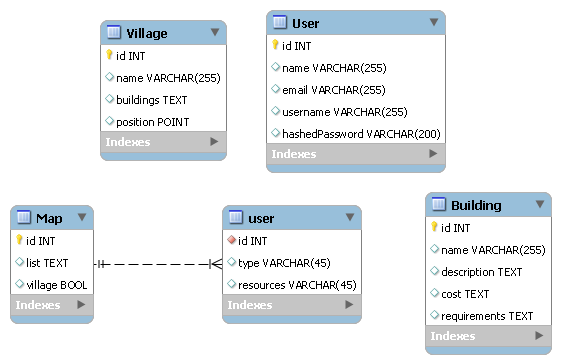 Village
id INT
name VARCHAR(255)
buildings TEXT
position POINT
Indexes
User
id INT
name VARCHAR(255)
email VARCHAR(255)
username VARCHAR(255)
hashedPassword VARCHAR(200)
Indexes
Map
id INT
list TEXT
village BOOL
Indexes
user
id INT
type VARCHAR(45)
resources VARCHAR(45)
Indexes
Building
id INT
name VARCHAR(255)
description TEXT
cost TEXT
requirements TEXT
Indexes